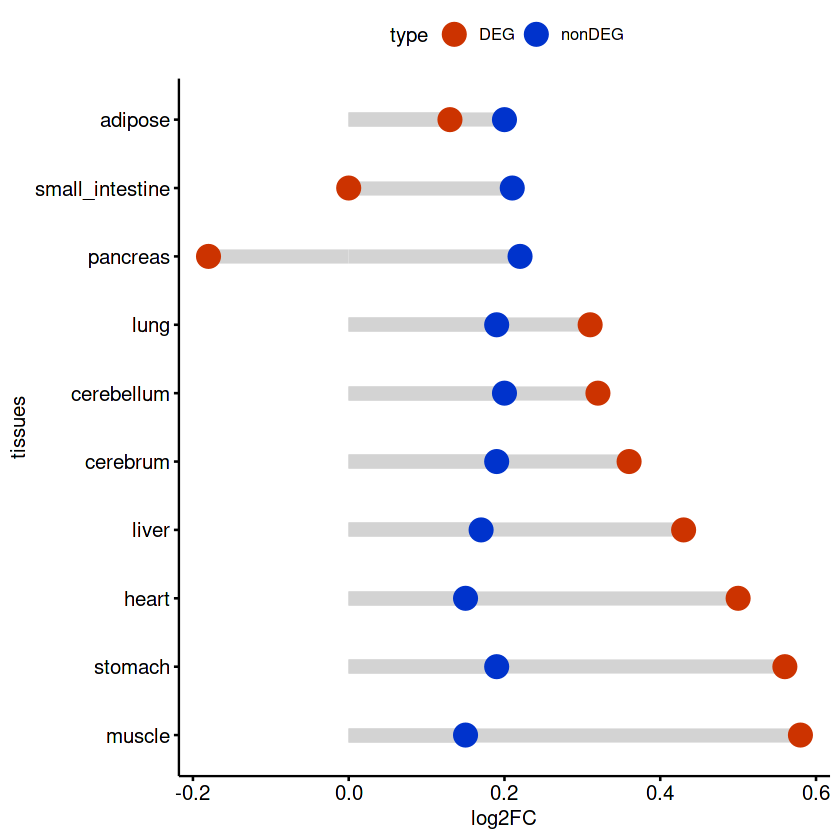 type DEG nonDEG
adipose
small_intestine
pancreas
lung
cerebellum
cerebrum
liver
heart
stomach
muscle
tissues
-0.2 0.0 0.2 0.4 0.6
log2FC